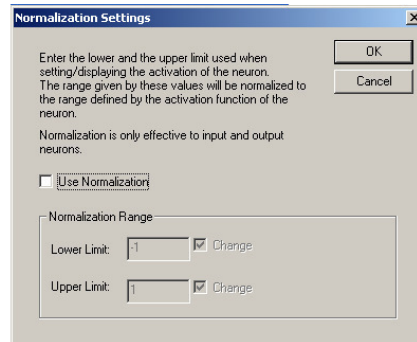 Normalization Settings
Enter the lower and the upper limit used when
setting/displaying the activation of the neuron.
The range given by these values will be normalized to
the range defined by the activation function of the
neuron.
Normalization is only effective to input and output
neurons.
OK
Cancel
Use Normalization
Normalization Range
Lower Limit: -1 Change
Upper Limit: 1 Change